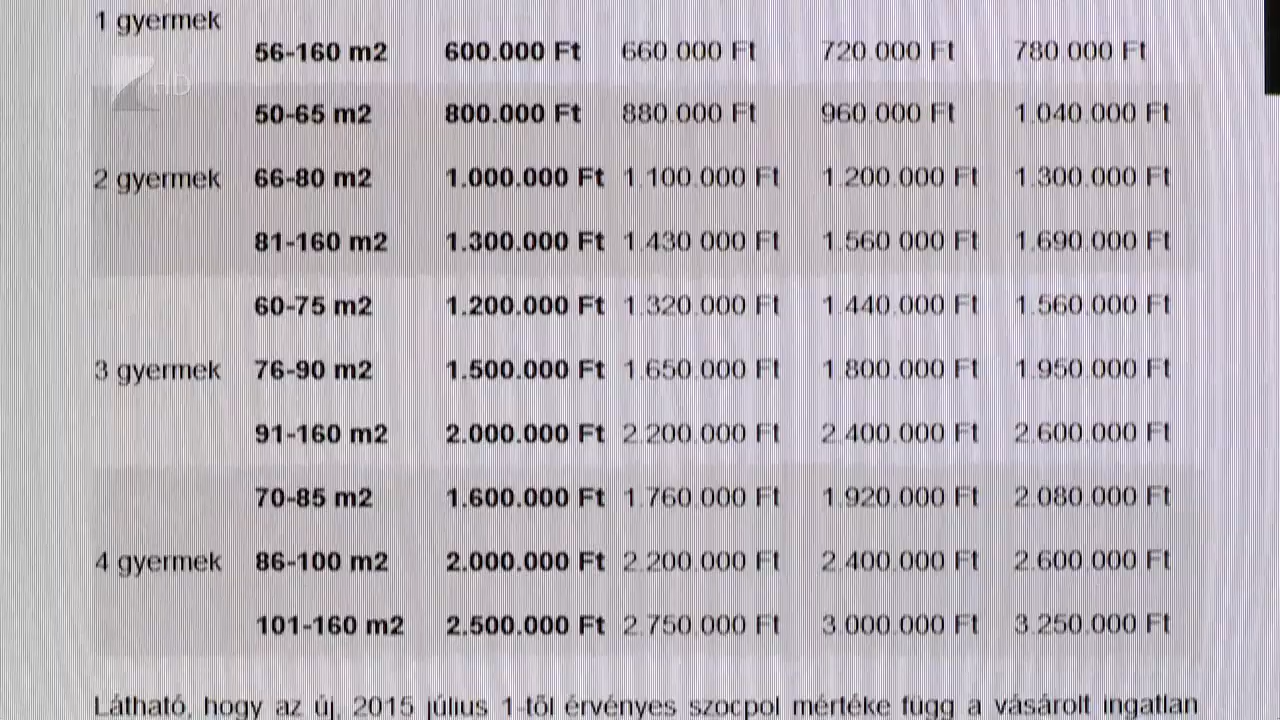 1 gyermek
56-160 m2 600.000 Ft 660.000 Ft 720.000 Ft 780 000 Ft
HD
50-65 m2 800.000 Ft 880.000 Ft 960.000 Ft 1.040.000 Ft
2 gyermek 66-80 m2 1.000.000 Ft 1.100.000 Ft 1.200.000 Ft 1.300.000 Ft
81-160 m2 1.300.000 Ft 1.430 000 Ft 1.560 000 Ft 1.690.000 Ft
60-75 m2 1.200.000 Ft 1.320.000 Ft 1.440.000 Ft 1.560.000 Ft
3 gyermek 76-90 m2 1.500.000 Ft 1.650.000 Ft 1.800.000 Ft 1.950.000 Ft
91-160 m2 2.000.000 Ft 2.200.000 Ft 2.400.000 Ft 2.600.000 Ft
70-85 m2 1.600.000 Ft 1.760.000 Ft 1.920.000 Ft 2.080.000 Ft
4 gyermek 86-100 m2 2.000.000 Ft 2.200.000 Ft 2.400.000 Ft 2.600.000 Ft
101-160 m2 2.500.000 Ft 2.750.000 Ft 3.000.000 Ft 3.250.000 Ft
Látható, hogy az új, 2015 július 1-től érvényes szocpol mértéke függ a vásárolt ingatlan